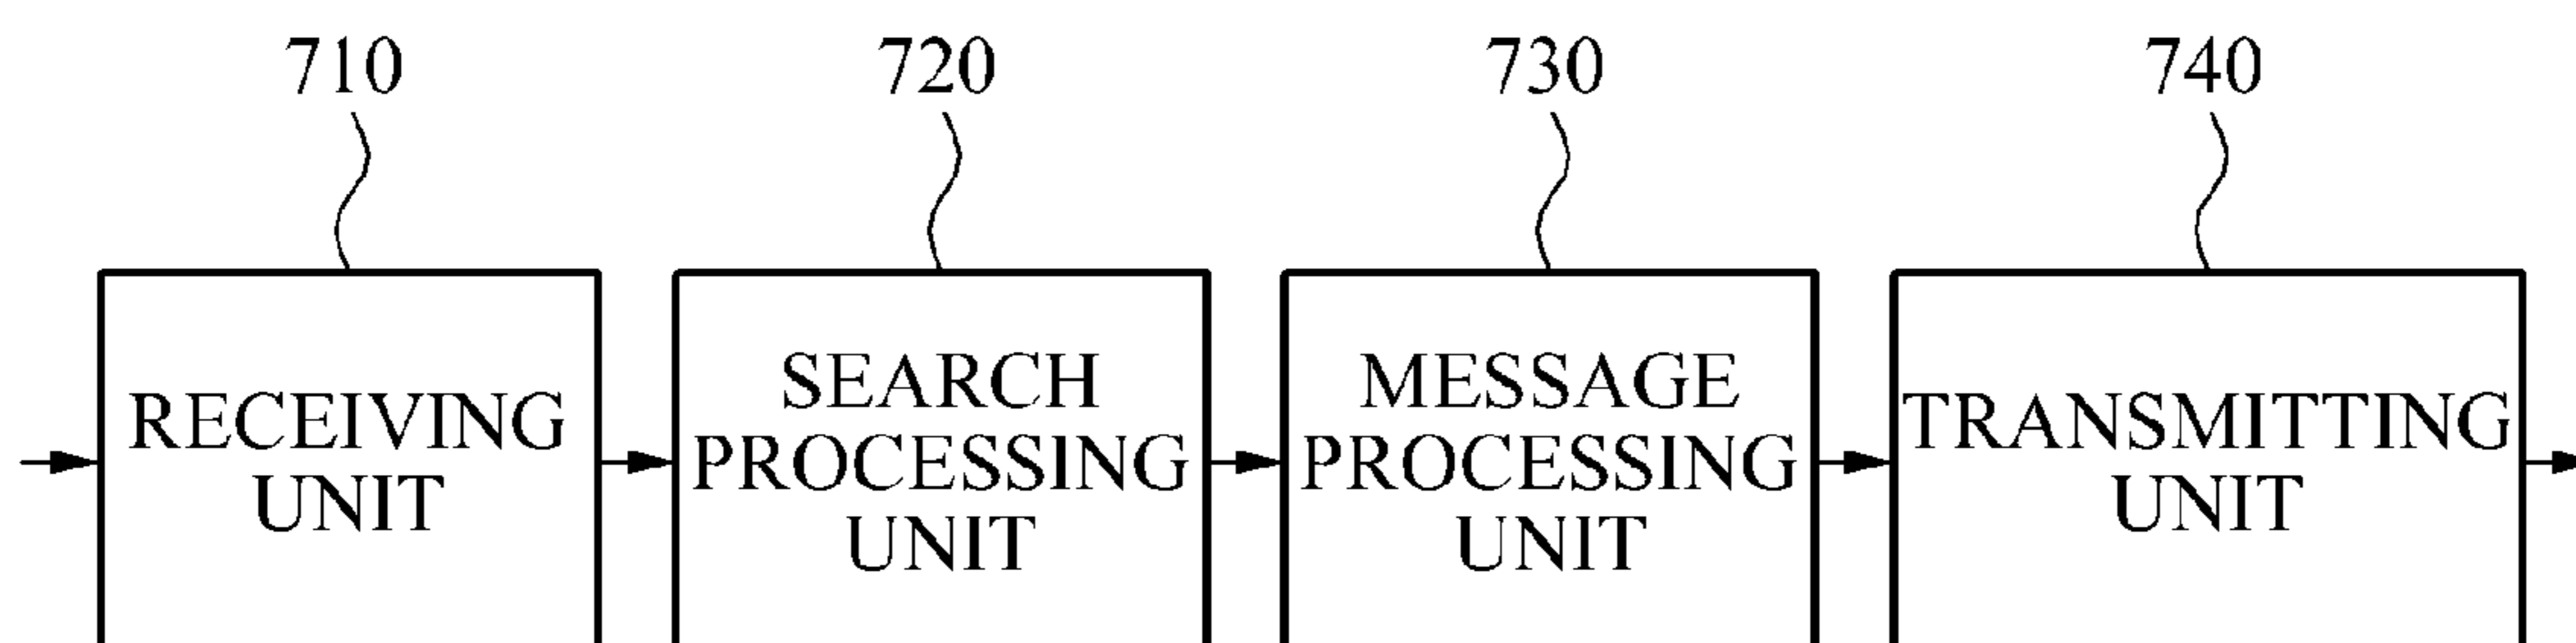 710
720
730
740
RECEIVING
UNIT
SEARCH
PROCESSING
UNIT
MESSAGE
PROCESSING
UNIT
TRANSMITTING
UNIT